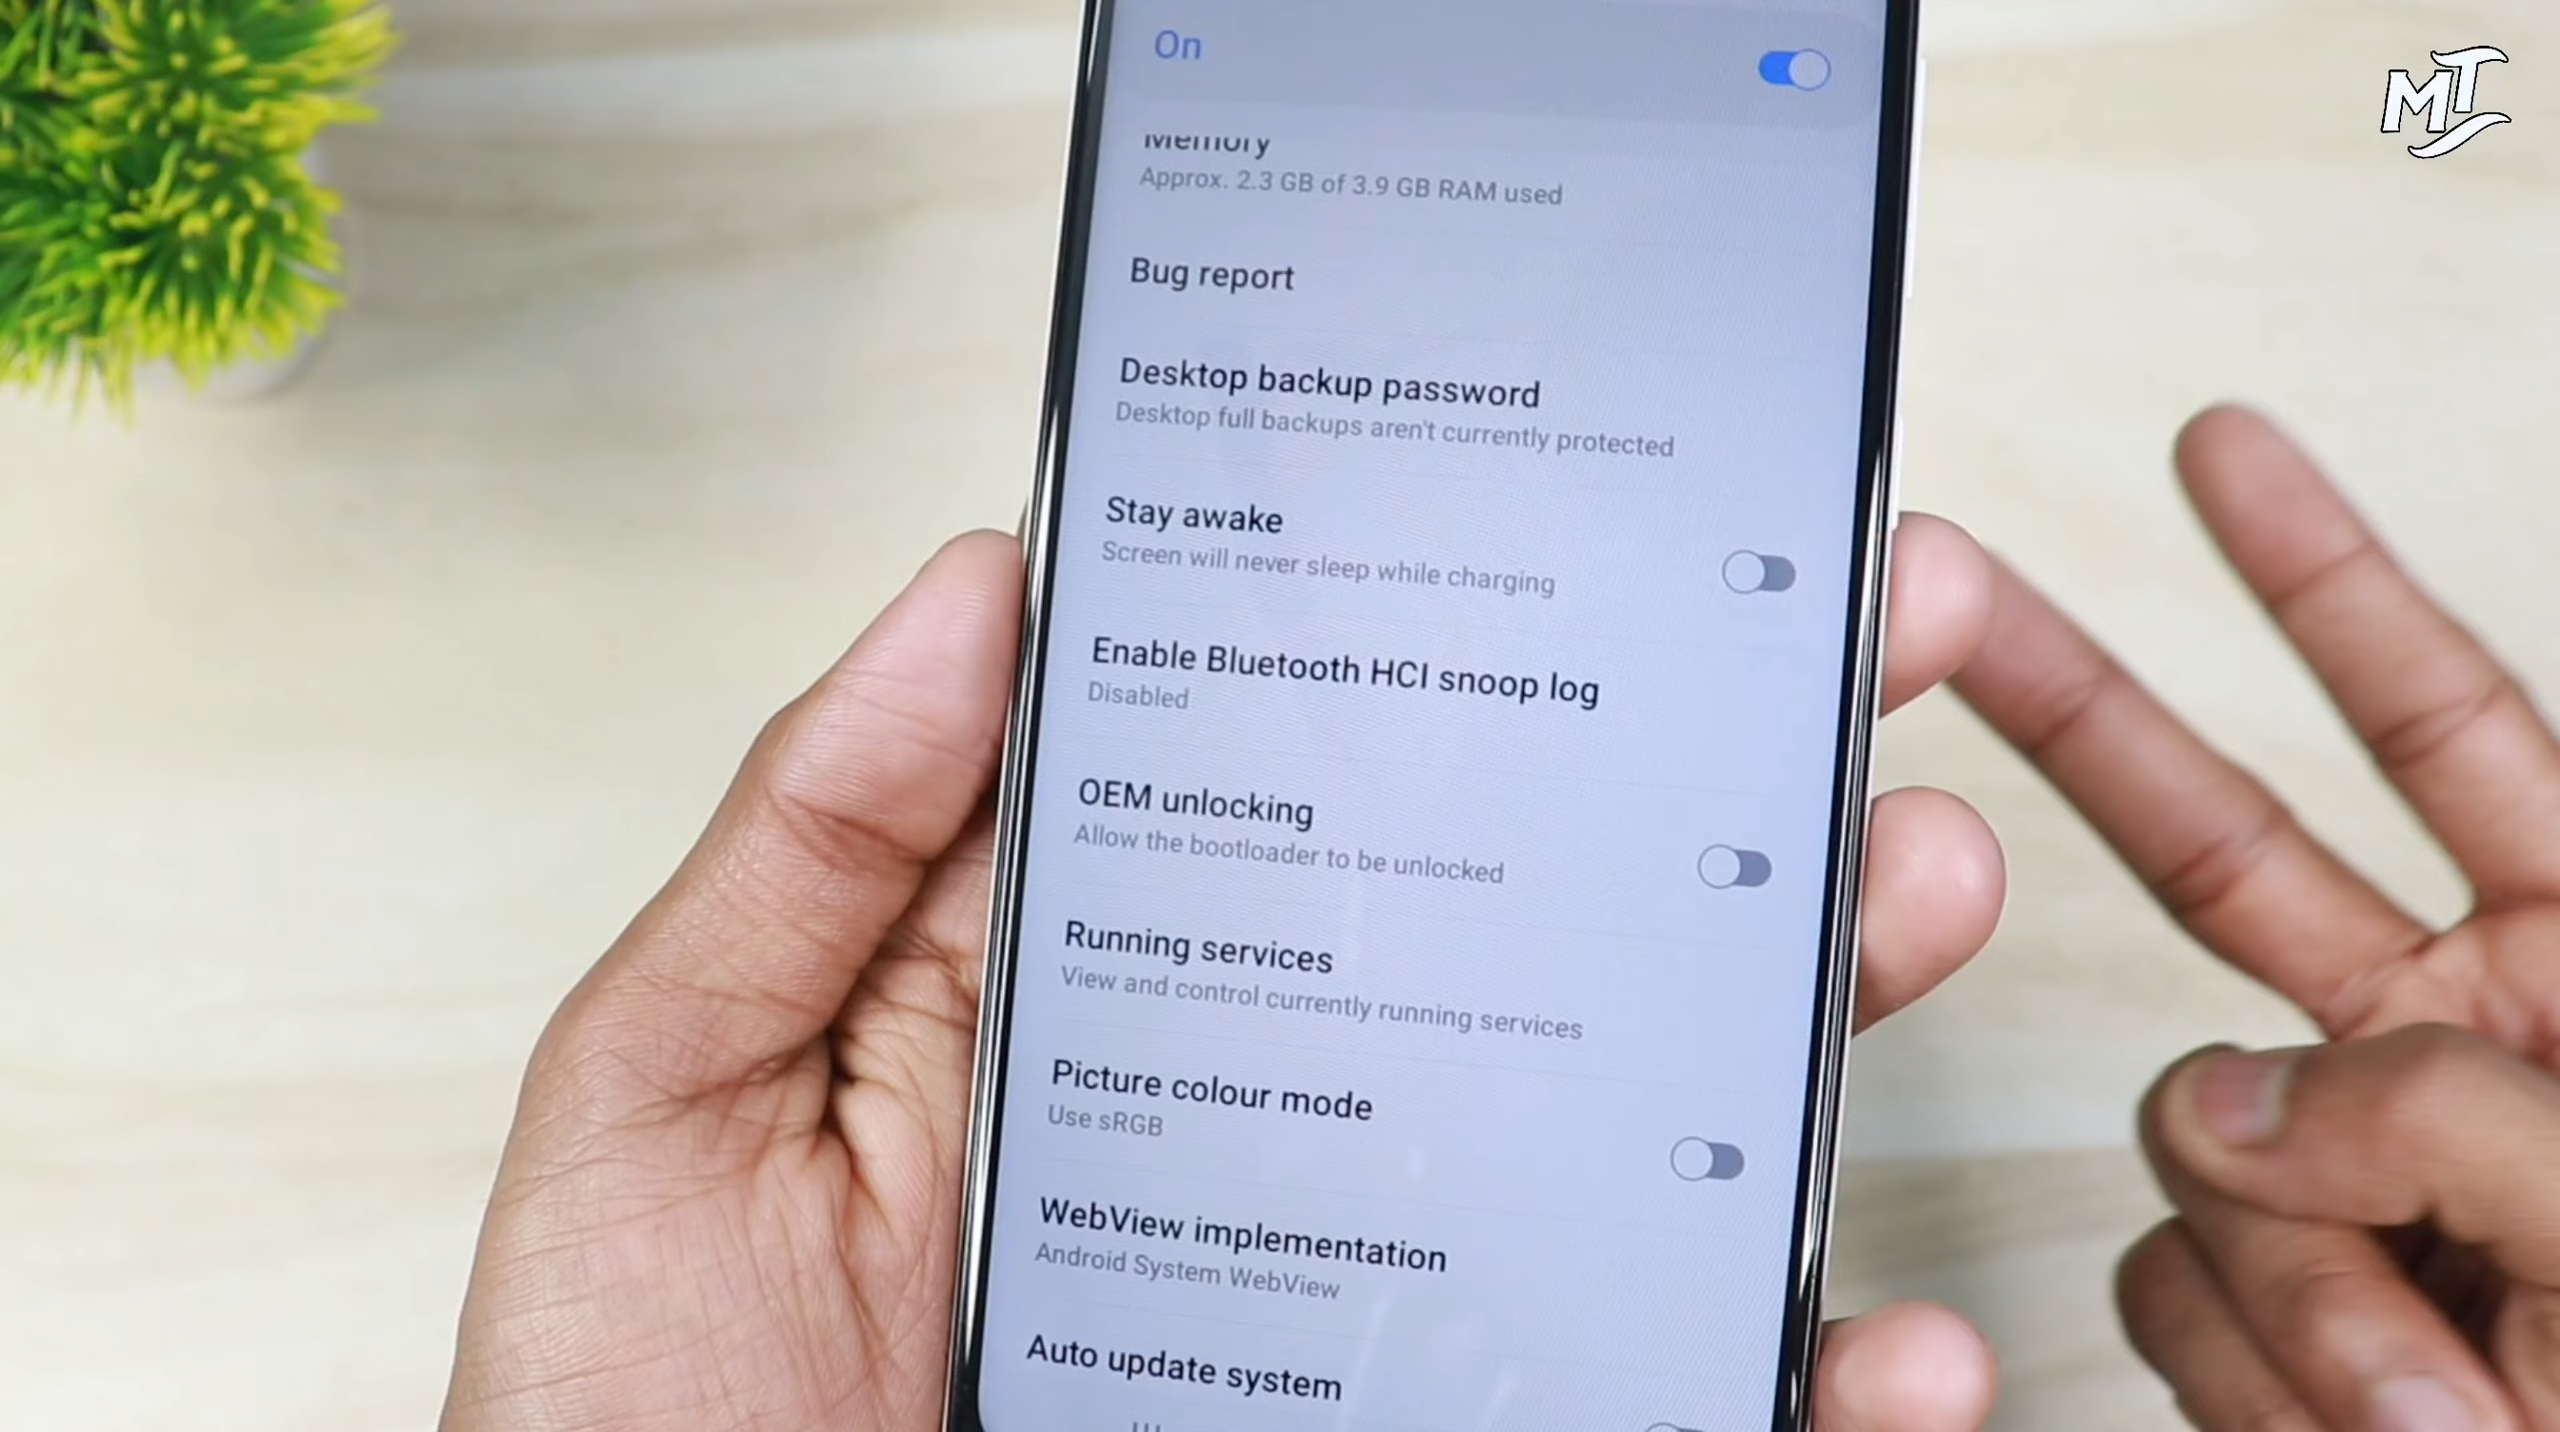 MT
On
Memory
Approx. 2.3 GB of 3.9 GB RAM used
Bug report
Desktop backup password
Desktop full backups aren't currently protected
Stay awake
Screen will never sleep while charging
Enable Bluetooth HCI snoop log
Disabled
OEM unlocking
Allow the bootloader to be unlocked
Running services
View and control currently running services
Picture colour mode
Use sRGB
WebView implementation
Android System WebView
Auto update system